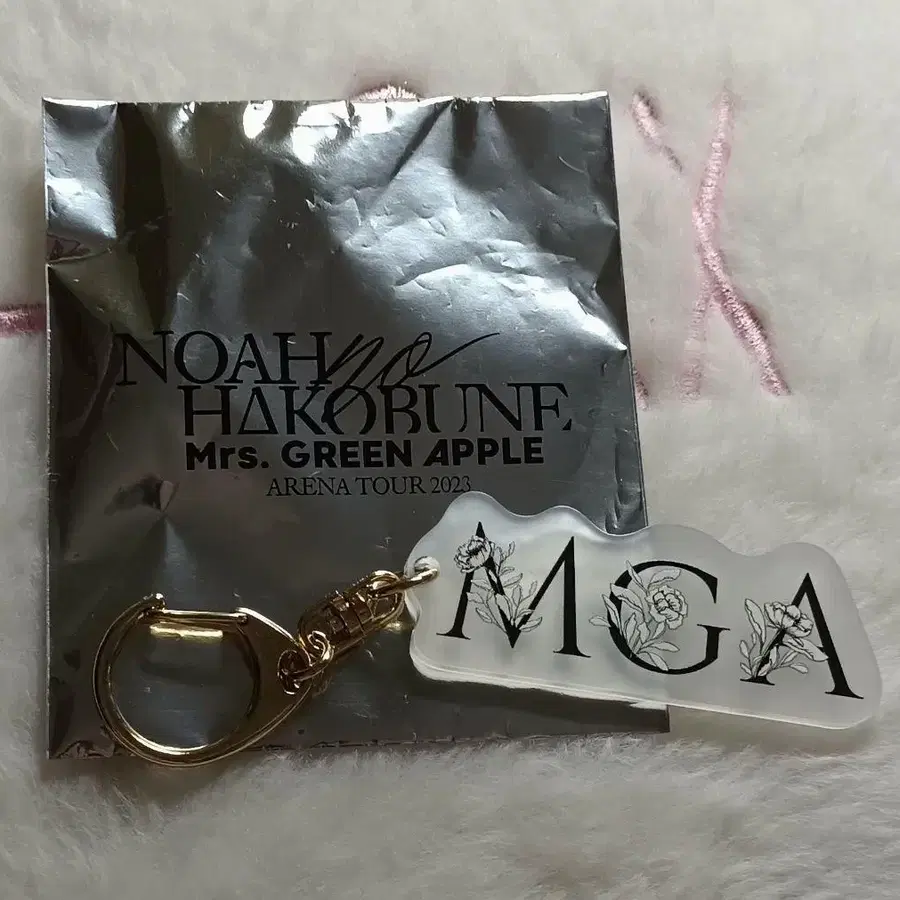 NOAH no
HAKOBUNE
Mrs. GREEN APPLE
ARENA TOUR 2023
MGA